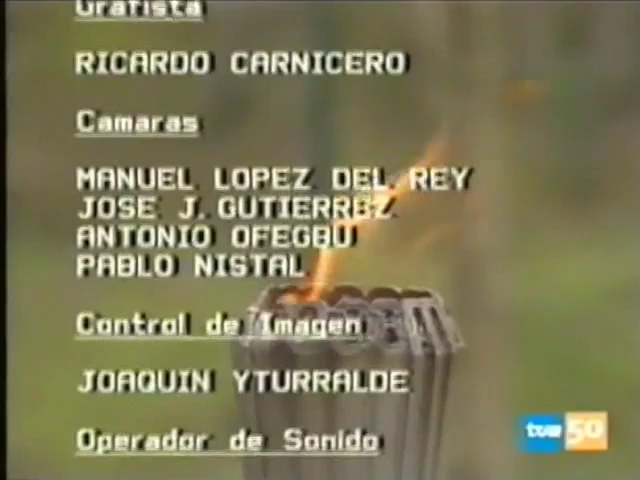 Grafista
RICARDO CARNICERO
Camaras
MANUEL LOPEZ DEL REY
JOSE J. GUTIERREZ
ANTONIO OFEGBU
PABLO NISTAL
Control de Imagen
JOAQUIN YTURRALDE
Operador de Sonido
tve 50